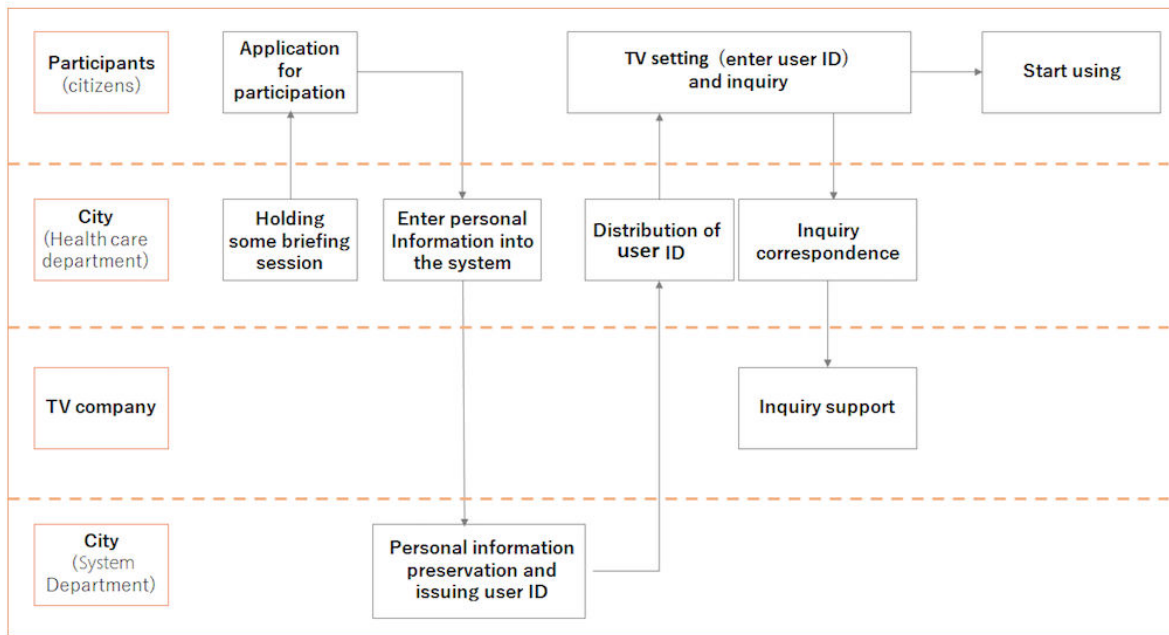 Participants
(citizens)
Application
for
participation
TV setting (enter user ID)
and inquiry
Start using
City
(Health care
department)
Holding
some briefing
session
Enter personal
Information into
the system
Distribution of
user ID
Inquiry
correspondence
TV company
Inquiry support
City
(System
Department)
Personal information
preservation and
issuing user ID